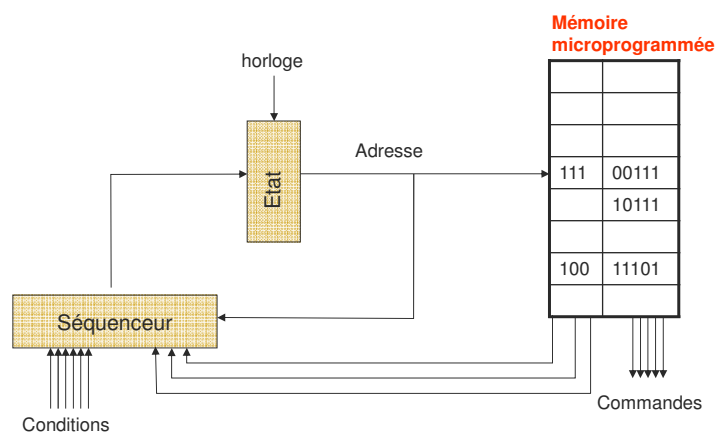 Mémoire
microprogrammée
horloge
Adresse
Etat
111 00111
10111
100 11101
Séquenceur
Commandes
Conditions